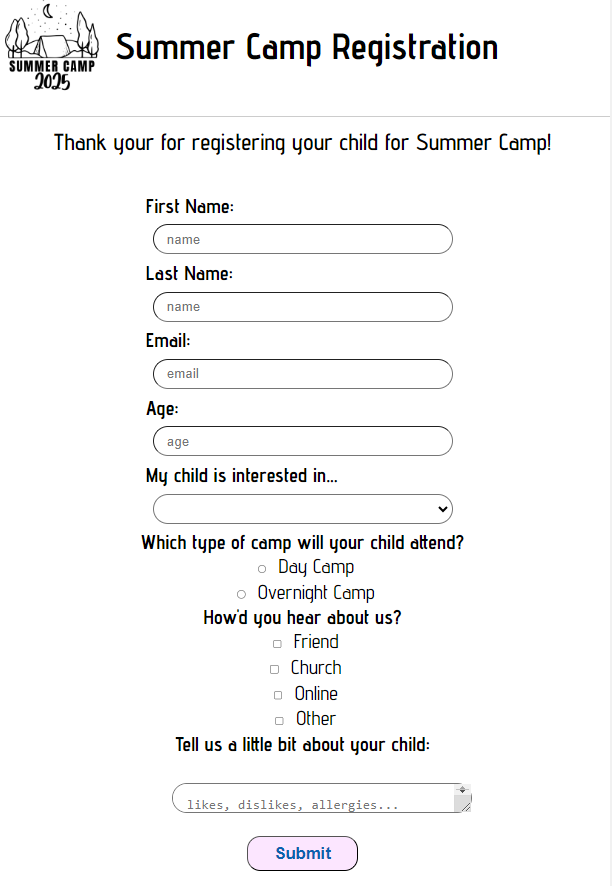 SUMMER CAMP
2025
Summer Camp Registration
Thank your for registering your child for Summer Camp!
First Name:
name
Last Name:
name
Email:
email
Age:
age
My child is interested in...
Which type of camp will your child attend?
Day Camp
Overnight Camp
How'd you hear about us?
Friend
Church
Online
Other
Tell us a little bit about your child:
likes, dislikes, allergies...
Submit